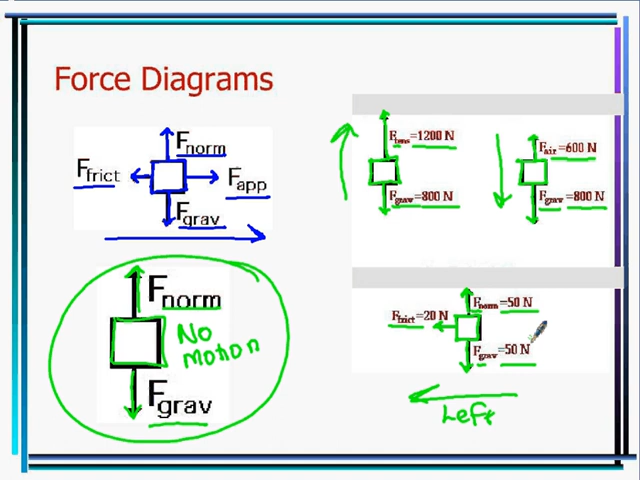 Force Diagrams
Fnorm
Ffrict
Fapp
Fgrav
Fnorm
No
motion
Fgrav
Ftens=1200 N
Fgrav=800 N
Fair=600 N
Fgrav=800 N
Fnorm=50 N
Ffrict=20 N
Fgrav=50 N
Left